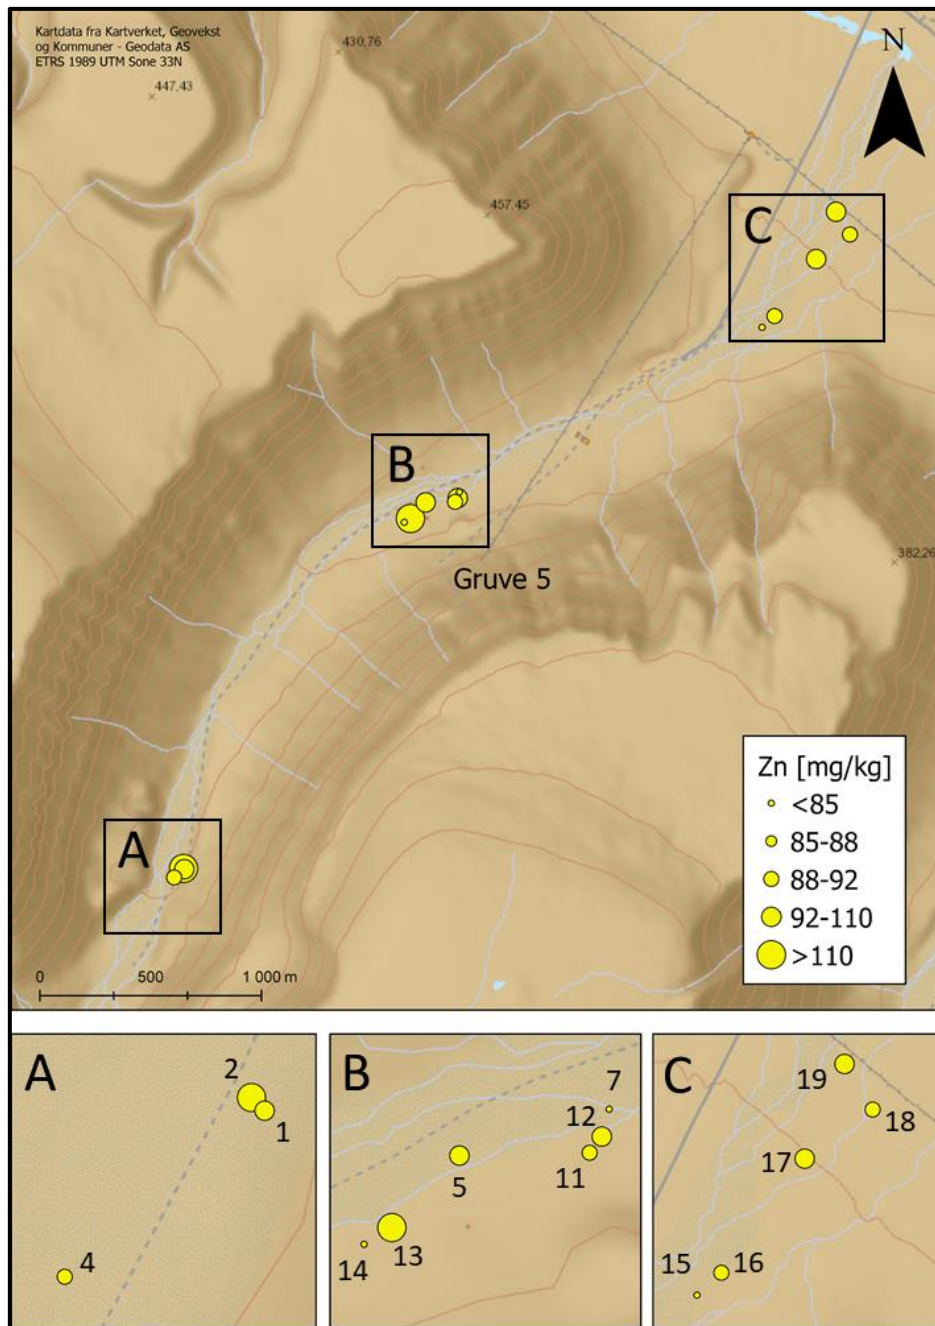 Kartdata fra Kartverket, Geovekst
og Kommuner - Geodata AS
ETRS 1989 UTM Sone 33N
430,76
447,43
N
457,45
C
B
382,26
Gruve 5
Zn [mg/kg]
<85
85-88
88-92
92-110
>110
A
0 500 1 000 m
A
2
1
4
B
7
12
11
5
13
14
C
19
18
17
16
15